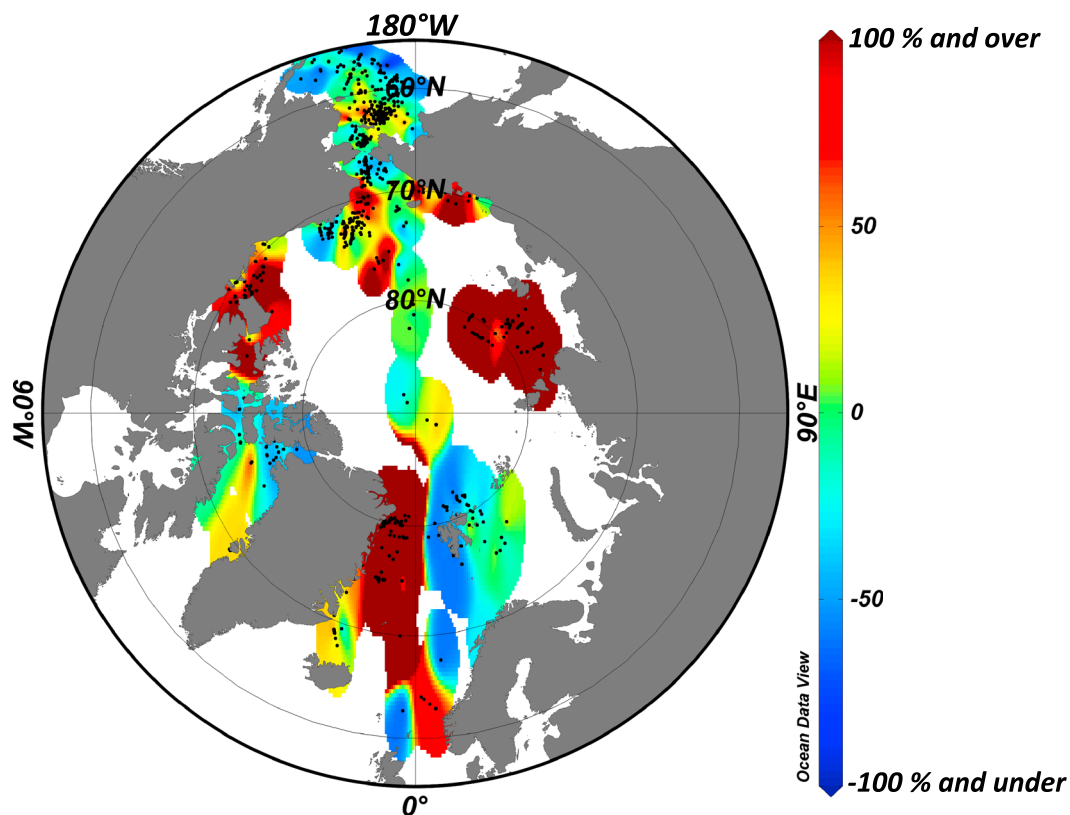 180°W
100 % and over
60°N
70°N
50
80°N
90°W
90°E
0
-50
Ocean Data View
-100 % and under
0°